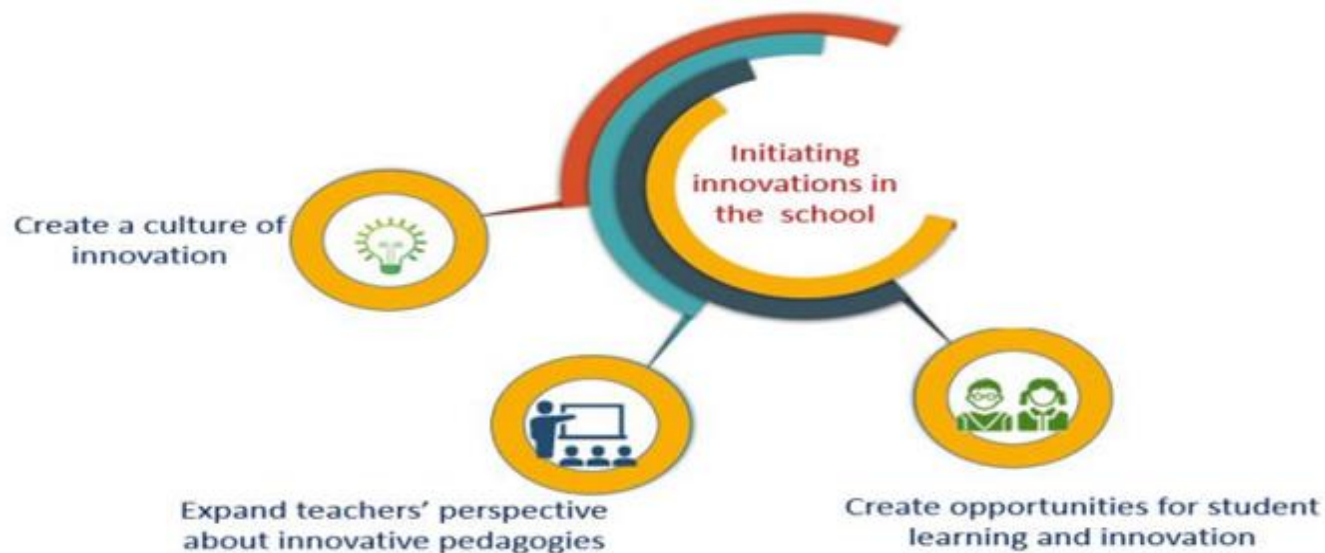 Initiating
innovations in
the school
Create a culture of
innovation
Expand teachers’ perspective
about innovative pedagogies
Create opportunities for student
learning and innovation